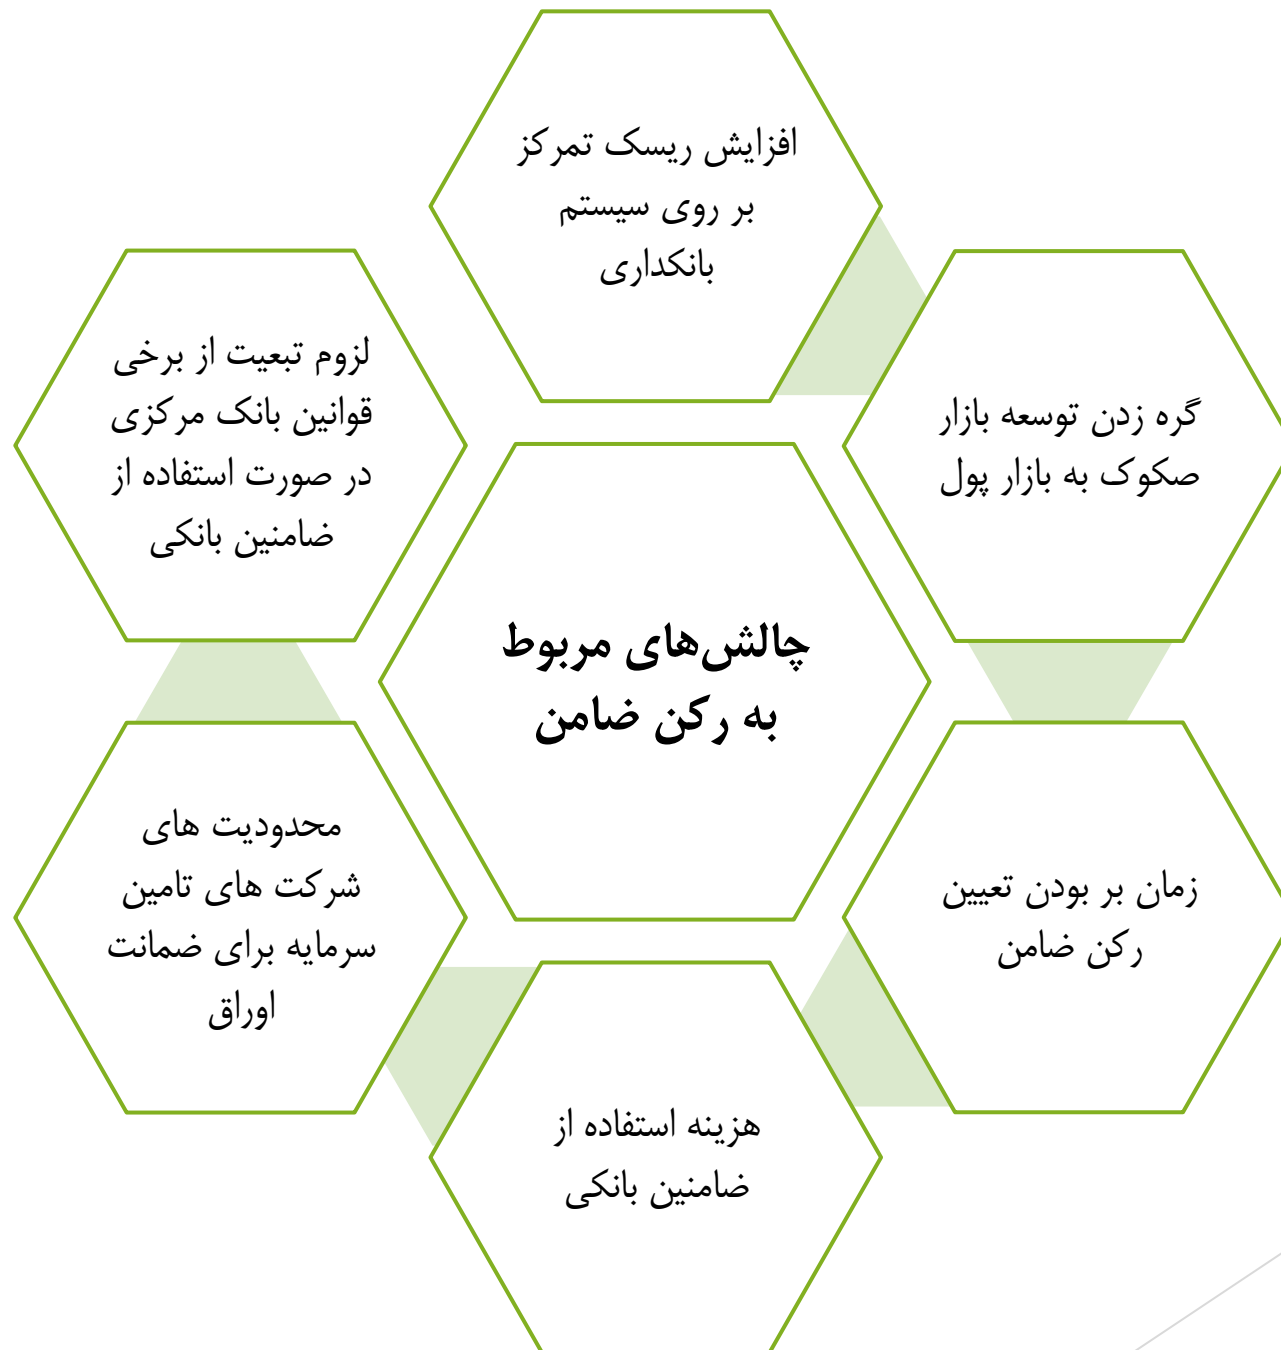 افزایش ریسک تمرکز
بر روی سیستم
بانکداری
گره زدن توسعه بازار
صکوک به بازار پول
زمان بر بودن تعیین
رکن ضامن
هزینه استفاده از
ضامنین بانکی
محدودیت های
شرکت های تامین
سرمایه برای ضمانت
اوراق
لزوم تبعیت از برخی
قوانین بانک مرکزی
در صورت استفاده از
ضامنین بانکی
چالش‌های مربوط
به رکن ضامن